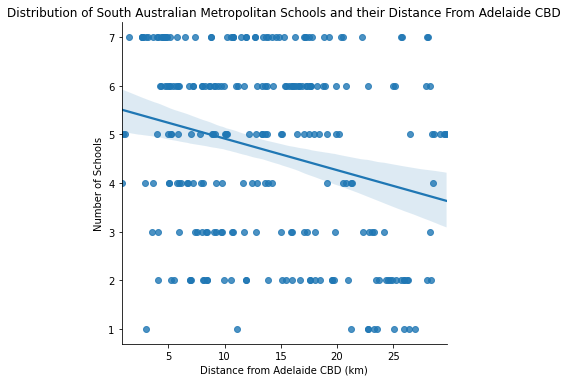 Distribution of South Australian Metropolitan Schools and their Distance From Adelaide CBD
7
6
5
4
3
2
1
Number of Schools
5 10 15 20 25
Distance from Adelaide CBD (km)